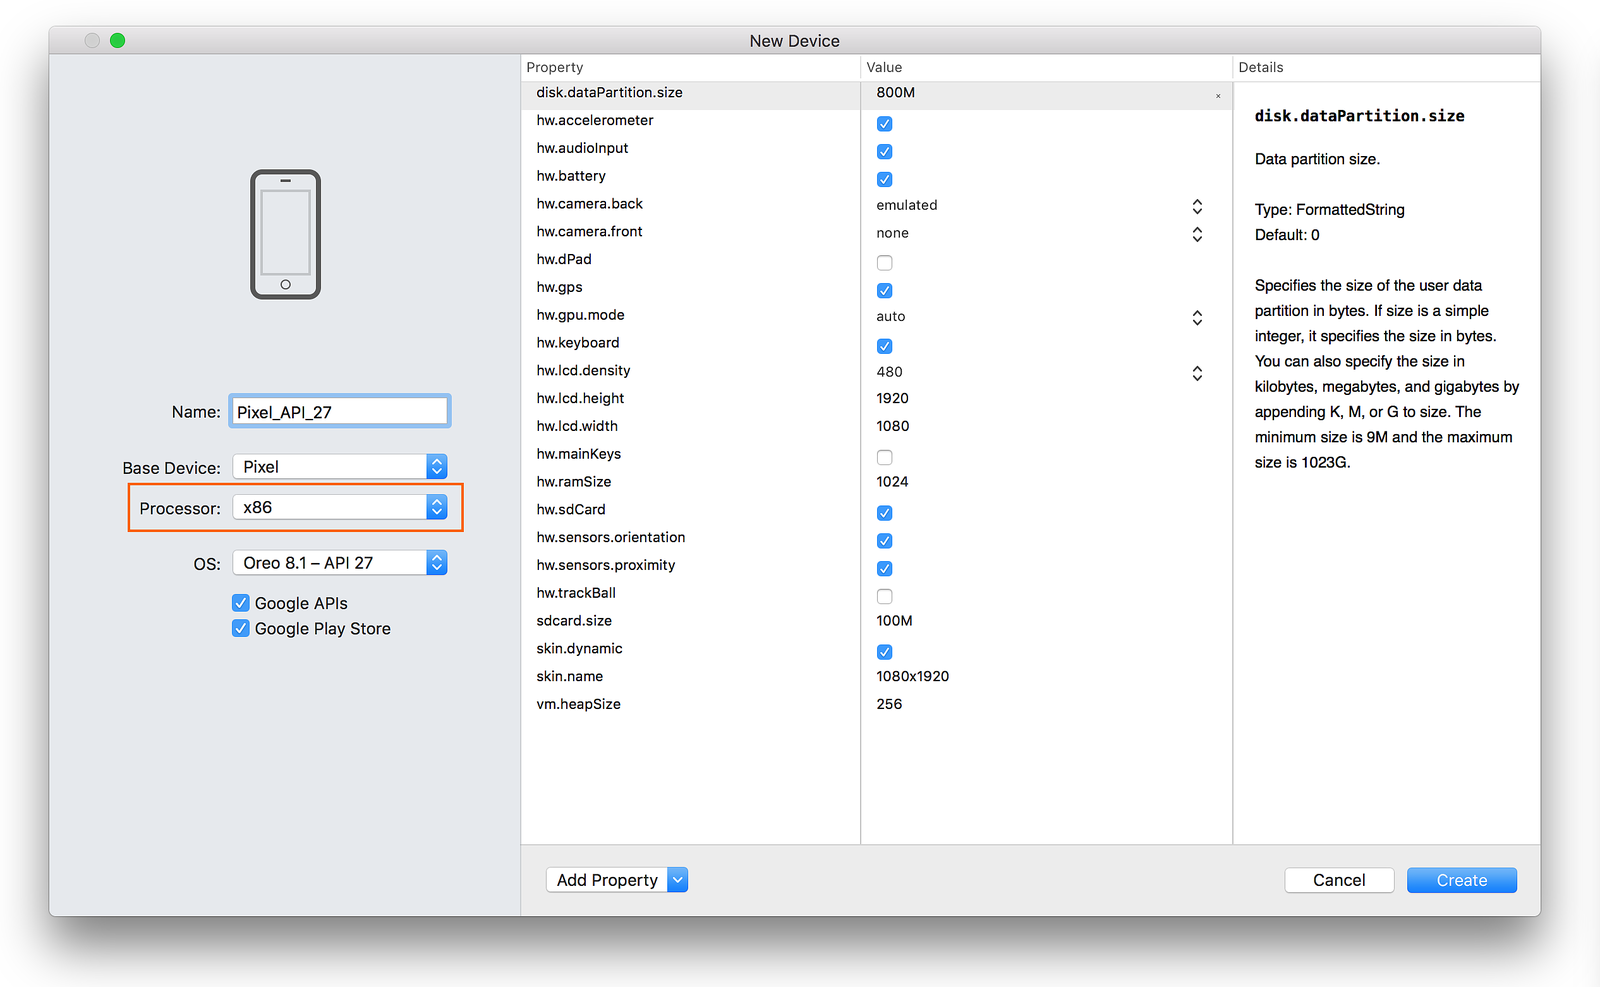 New Device
Name: Pixel_API_27
Base Device: Pixel
Processor: x86
OS: Oreo 8.1 – API 27
Google APIs
Google Play Store
Property Value Details
disk.dataPartition.size 800M
hw.accelerometer
hw.audioInput
hw.battery
hw.camera.back emulated
hw.camera.front none
hw.dPad
hw.gps
hw.gpu.mode auto
hw.keyboard
hw.lcd.density 480
hw.lcd.height 1920
hw.lcd.width 1080
hw.mainKeys
hw.ramSize 1024
hw.sdCard
hw.sensors.orientation
hw.sensors.proximity
hw.trackBall
sdcard.size 100M
skin.dynamic
skin.name 1080x1920
vm.heapSize 256
disk.dataPartition.size
Data partition size.
Type: FormattedString
Default: 0
Specifies the size of the user data
partition in bytes. If size is a simple
integer, it specifies the size in bytes.
You can also specify the size in
kilobytes, megabytes, and gigabytes by
appending K, M, or G to size. The
minimum size is 9M and the maximum
size is 1023G.
Add Property
Cancel
Create